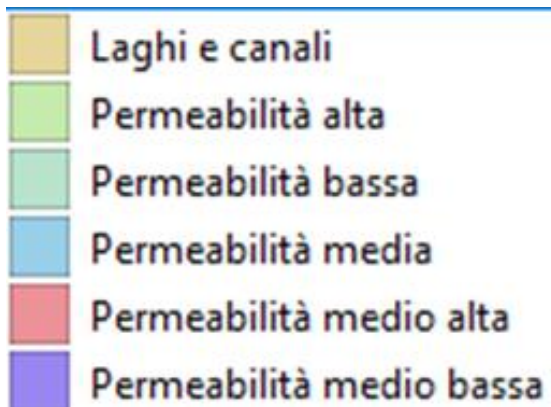 Laghi e canali
Permeabilità alta
Permeabilità bassa
Permeabilità media
Permeabilità medio alta
Permeabilità medio bassa